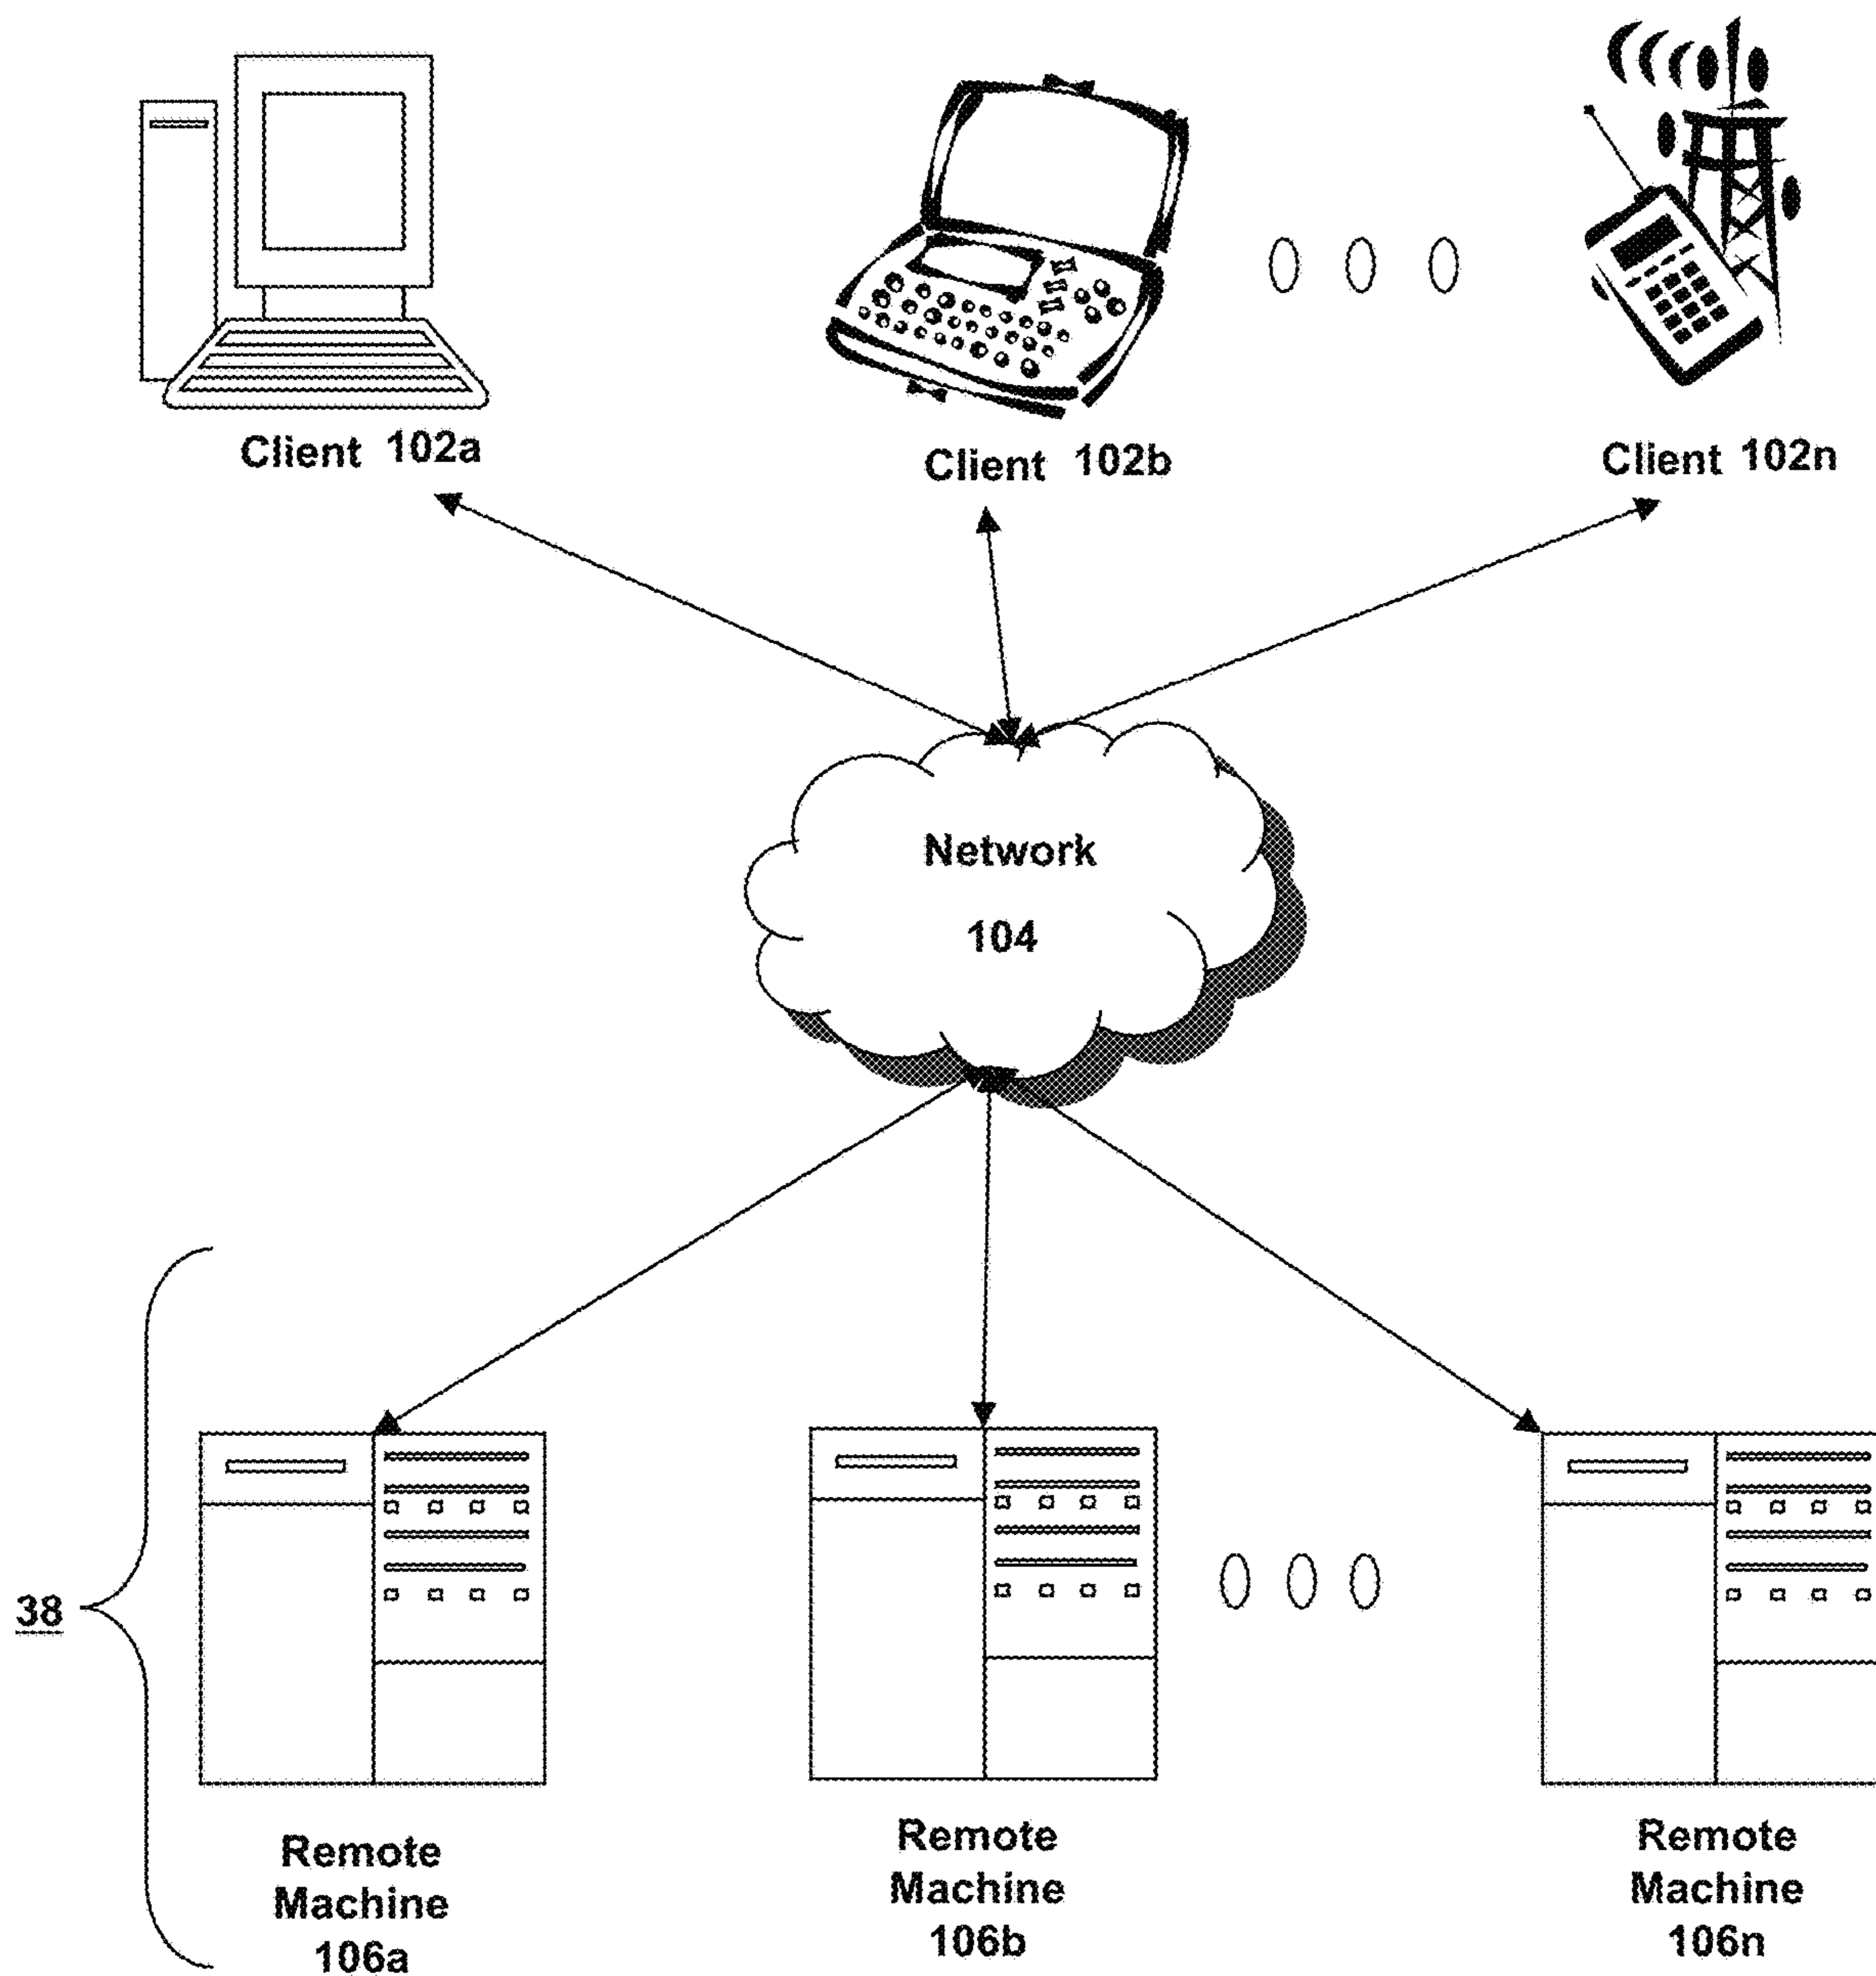 Client 102a
Client 102b
Client 102n
Network
104
38
Remote
Machine
106a
Remote
Machine
106b
Remote
Machine
106n